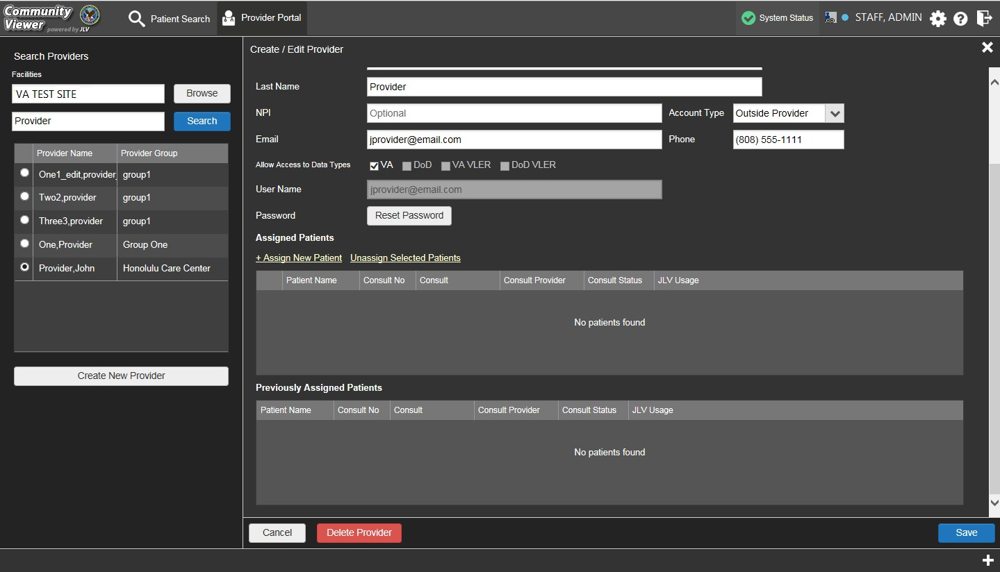 Community
Viewer powered by JLV
Patient Search
Provider Portal
System Status
STAFF, ADMIN
Search Providers
Facilities
VA TEST SITE
Browse
Provider
Search
Provider Name Provider Group
One1_edit,provider_ group1
Two2,provider group1
Three3,provider group1
One,Provider Group One
Provider,John Honolulu Care Center
Create New Provider
Create / Edit Provider
Last Name Provider
NPI Optional Account Type Outside Provider
Email jprovider@email.com Phone (808) 555-1111
Allow Access to Data Types VA DoD VA VLER DoD VLER
User Name jprovider@email.com
Password Reset Password
Assigned Patients
+ Assign New Patient Unassign Selected Patients
Patient Name Consult No Consult Consult Provider Consult Status JLV Usage
No patients found
Previously Assigned Patients
Patient Name Consult No Consult Consult Provider Consult Status JLV Usage
No patients found
Cancel Delete Provider Save